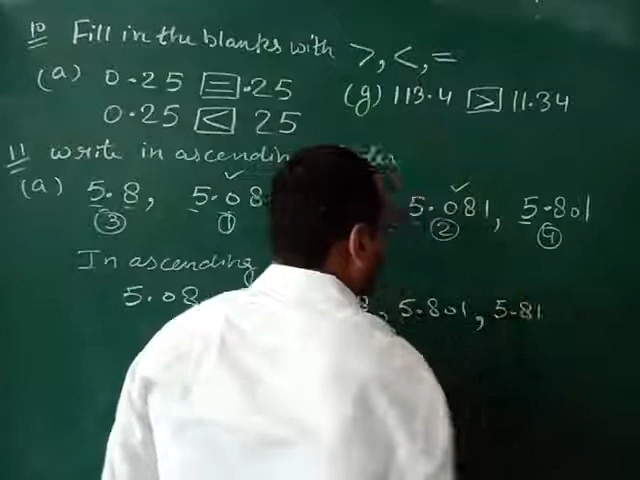 10 Fill in the blanks with >, <, =
(a) 0.25 = .25 (g) 113.4 > 11.34
0.25 < 25
11 write in ascending
(a) 5.8, 5.08 5.081, 5.801
3 1 2 4
In ascending
5.08 , 5.801, 5.81